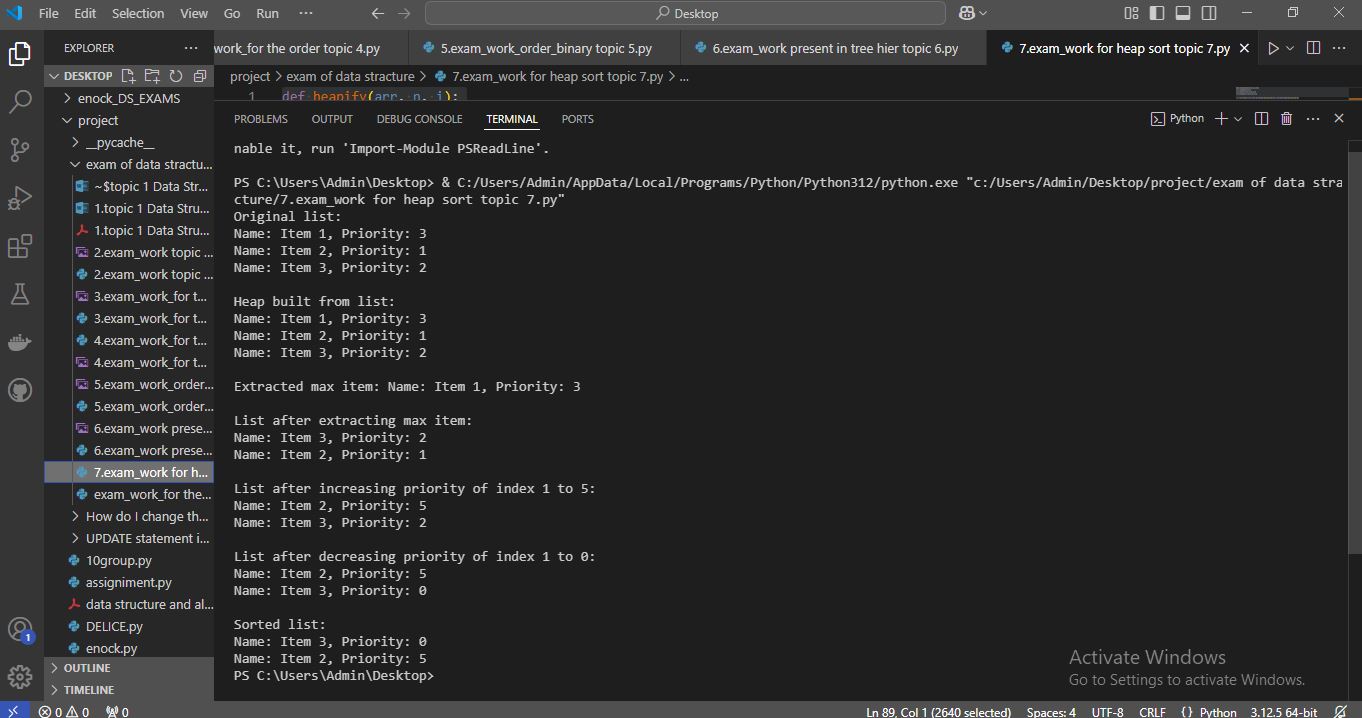 File Edit Selection View Go Run ··· Desktop
EXPLORER ···
work_for the order topic 4.py 5.exam_work_order_binary topic 5.py 6.exam_work present in tree hier topic 6.py 7.exam_work for heap sort topic 7.py
DESKTOP
project > exam of data stracture > 7.exam_work for heap sort topic 7.py > ...
1 def heapify(arr, n, i):
enock_DS_EXAMS
project
__pycache__
exam of data stractu...
~$topic 1 Data Str...
1.topic 1 Data Stru...
1.topic 1 Data Stru...
2.exam_work topic ...
2.exam_work topic ...
3.exam_work_for t...
3.exam_work_for t...
4.exam_work_for t...
4.exam_work_for t...
5.exam_work_order...
5.exam_work_order...
6.exam_work prese...
6.exam_work prese...
7.exam_work for h...
exam_work_for the...
How do I change th...
UPDATE statement i...
10group.py
assigniment.py
data structure and al...
DELICE.py
enock.py
OUTLINE
TIMELINE
PROBLEMS OUTPUT DEBUG CONSOLE TERMINAL PORTS Python
nable it, run 'Import-Module PSReadLine'.
PS C:\Users\Admin\Desktop> & C:/Users/Admin/AppData/Local/Programs/Python/Python312/python.exe "c:/Users/Admin/Desktop/project/exam of data stra
cture/7.exam_work for heap sort topic 7.py"
Original list:
Name: Item 1, Priority: 3
Name: Item 2, Priority: 1
Name: Item 3, Priority: 2
Heap built from list:
Name: Item 1, Priority: 3
Name: Item 2, Priority: 1
Name: Item 3, Priority: 2
Extracted max item: Name: Item 1, Priority: 3
List after extracting max item:
Name: Item 3, Priority: 2
Name: Item 2, Priority: 1
List after increasing priority of index 1 to 5:
Name: Item 2, Priority: 5
Name: Item 3, Priority: 2
List after decreasing priority of index 1 to 0:
Name: Item 2, Priority: 5
Name: Item 3, Priority: 0
Sorted list:
Name: Item 3, Priority: 0
Name: Item 2, Priority: 5
PS C:\Users\Admin\Desktop>
Activate Windows
Go to Settings to activate Windows.
1
0 0 0 Ln 89, Col 1 (2640 selected) Spaces: 4 UTF-8 CRLF {} Python 3.12.5 64-bit